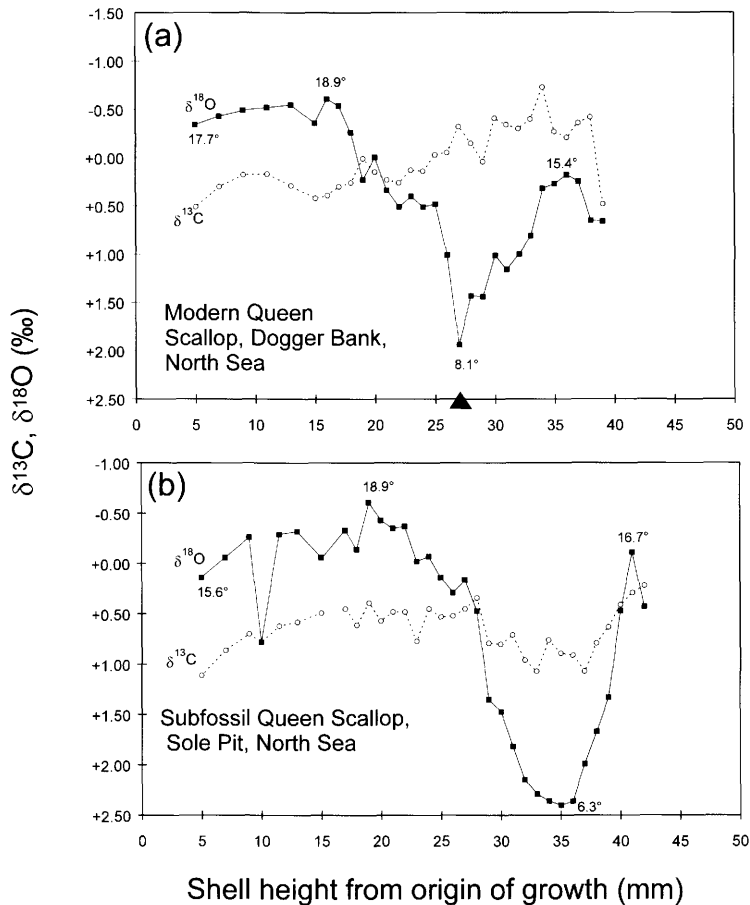 (a)
-1.50
-1.00
-0.50
+0.00
+0.50
+1.00
+1.50
+2.00
+2.50
δ18O
17.7°
18.9°
δ13C
15.4°
8.1°
Modern Queen
Scallop, Dogger Bank,
North Sea
0 5 10 15 20 25 30 35 40 45 50
δ13C, δ18O (‰)
(b)
-1.00
-0.50
+0.00
+0.50
+1.00
+1.50
+2.00
+2.50
18.9°
16.7°
δ18O
15.6°
δ13C
6.3°
Subfossil Queen Scallop,
Sole Pit, North Sea
0 5 10 15 20 25 30 35 40 45 50
Shell height from origin of growth (mm)